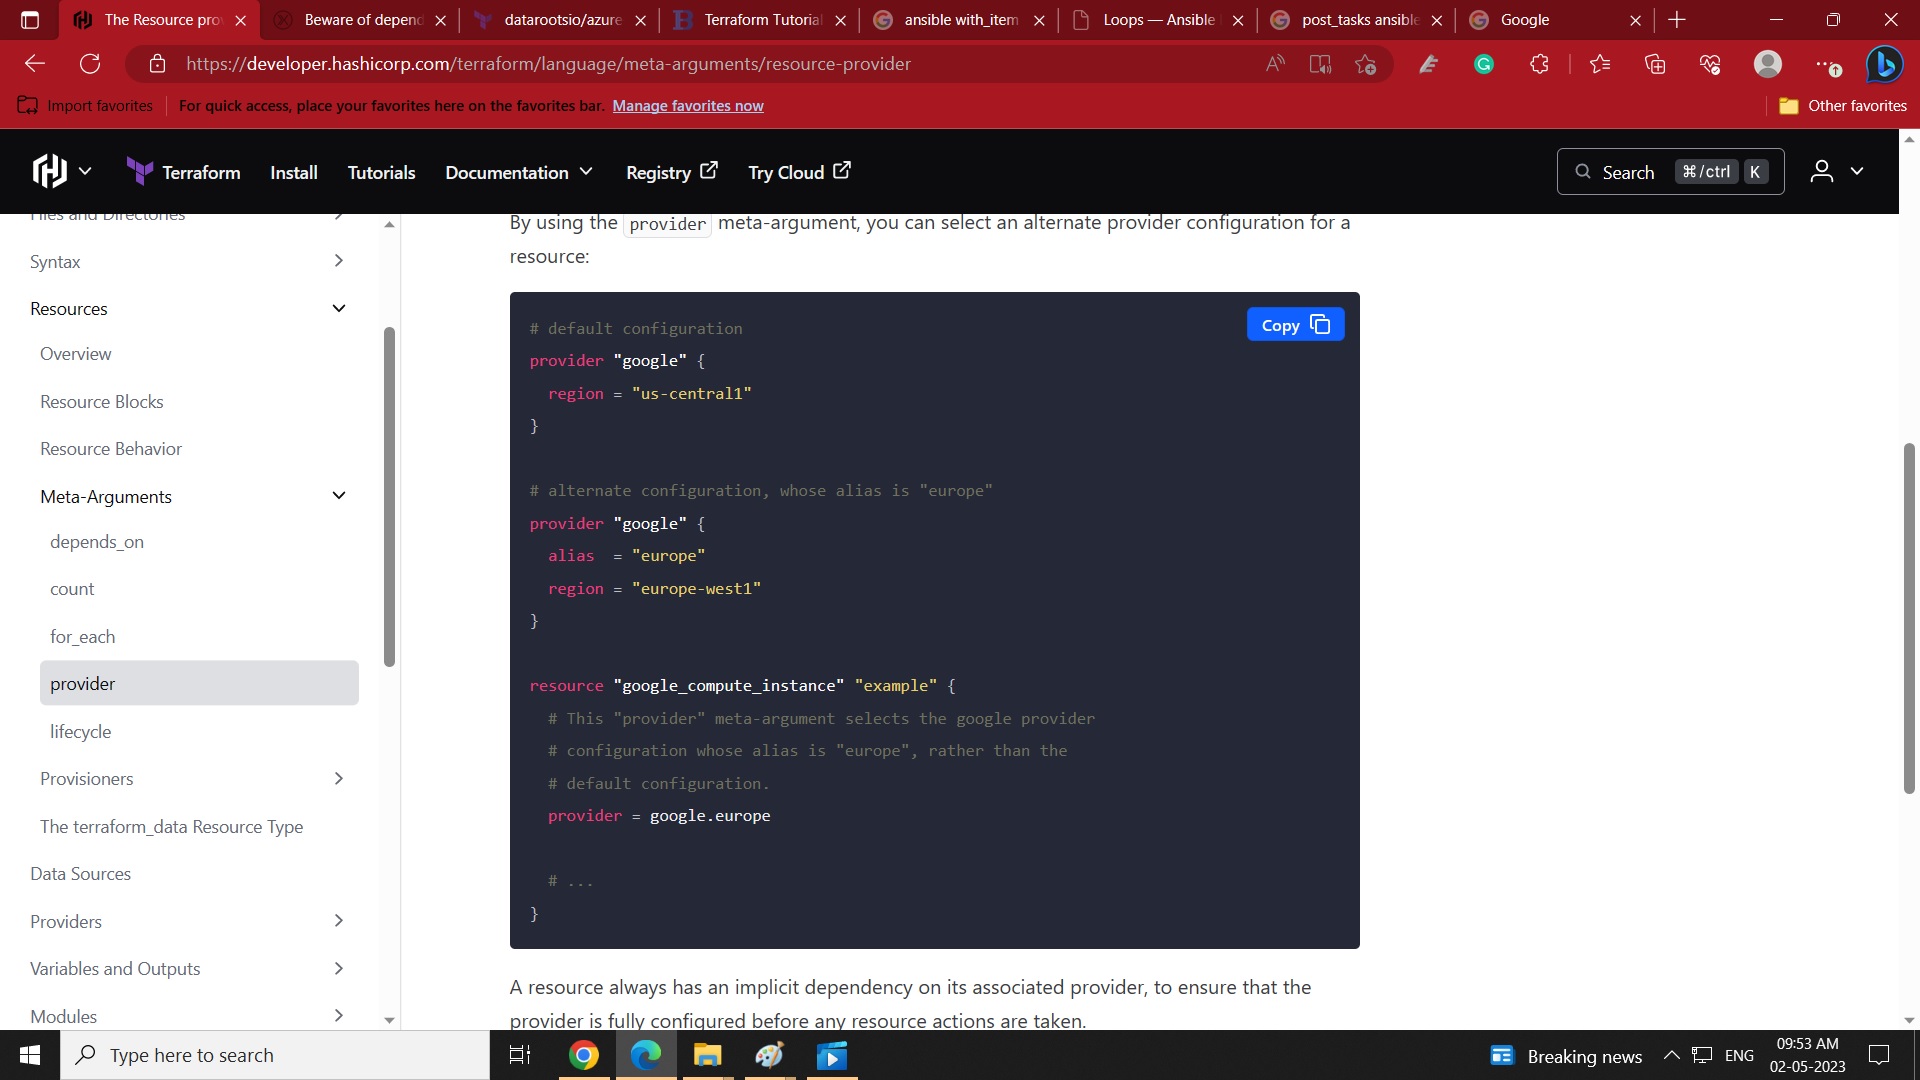 The Resource pro
Beware of depend
datarootsio/azure
Terraform Tutorial
ansible with_item
Loops — Ansible
post_tasks ansible
Google
https://developer.hashicorp.com/terraform/language/meta-arguments/resource-provider
Import favorites
For quick access, place your favorites here on the favorites bar. Manage favorites now
Other favorites
Terraform
Install
Tutorials
Documentation
Registry
Try Cloud
Search ⌘/ctrl K
Files and Directories
Syntax
Resources
Overview
Resource Blocks
Resource Behavior
Meta-Arguments
depends_on
count
for_each
provider
lifecycle
Provisioners
The terraform_data Resource Type
Data Sources
Providers
Variables and Outputs
Modules
By using the provider meta-argument, you can select an alternate provider configuration for a
resource:
Copy
# default configuration
provider "google" {
  region = "us-central1"
}
# alternate configuration, whose alias is "europe"
provider "google" {
  alias  = "europe"
  region = "europe-west1"
}
resource "google_compute_instance" "example" {
  # This "provider" meta-argument selects the google provider
  # configuration whose alias is "europe", rather than the
  # default configuration.
  provider = google.europe
  # ...
}
A resource always has an implicit dependency on its associated provider, to ensure that the
provider is fully configured before any resource actions are taken.
Type here to search
Breaking news
ENG
09:53 AM
02-05-2023